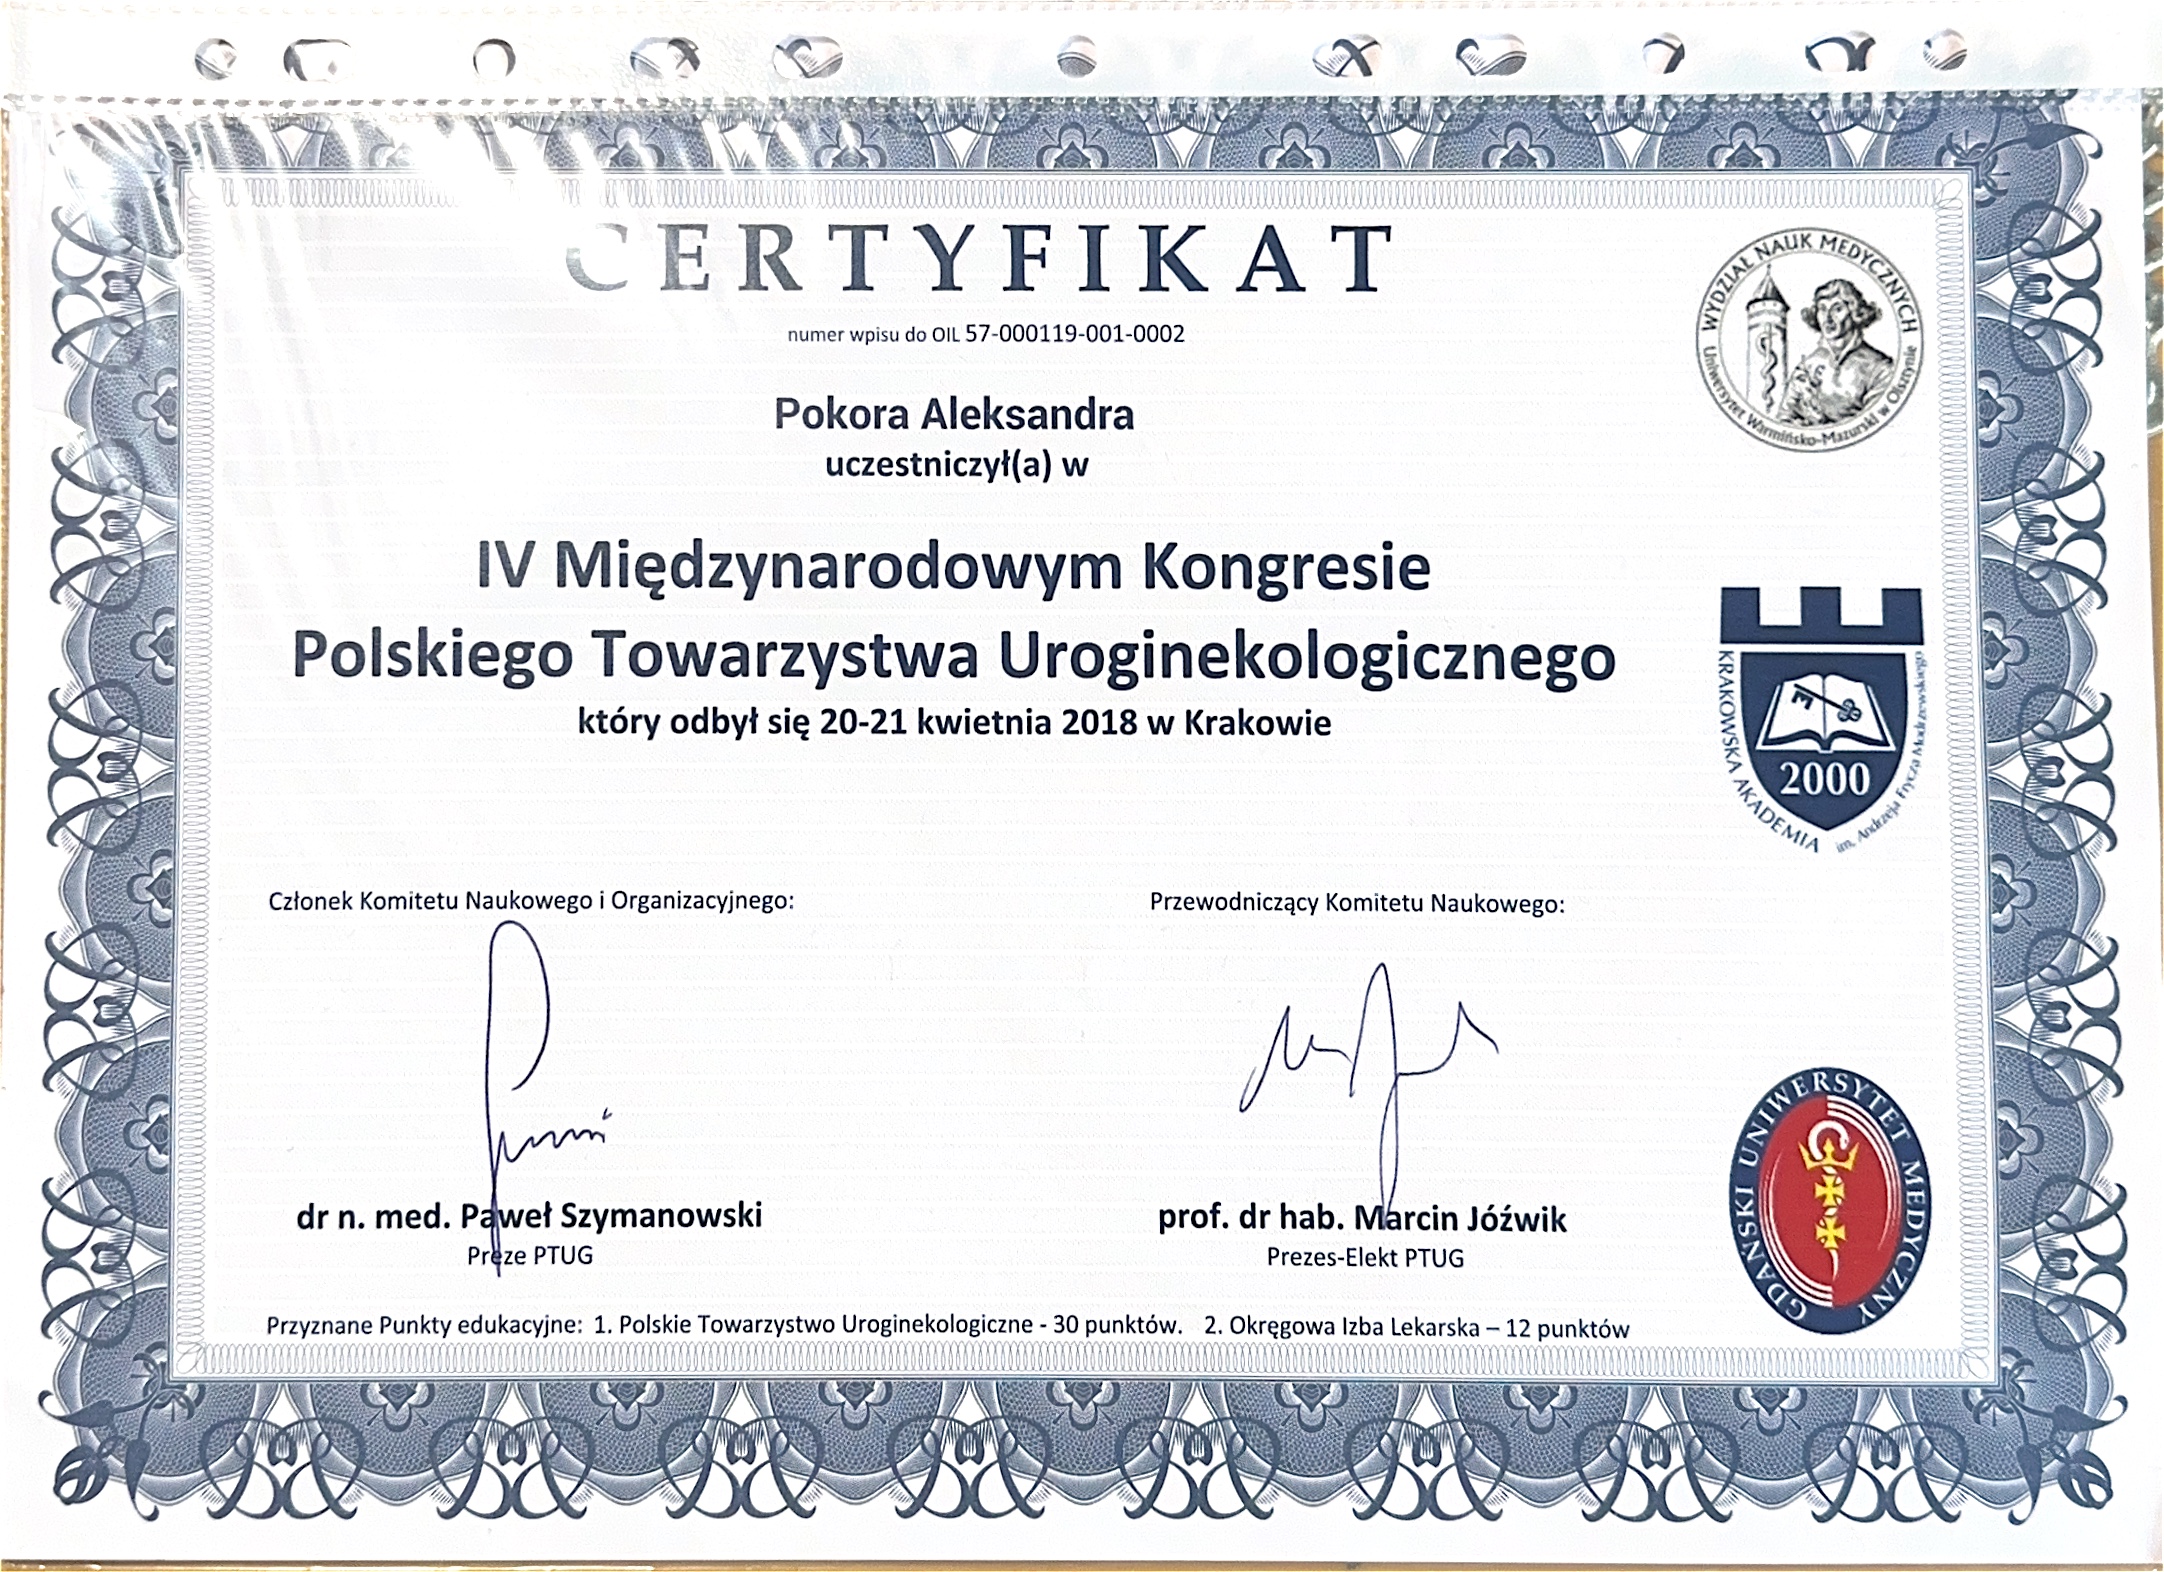 CERTYFIKAT
numer wpisu do OIL 57-000119-001-0002
Pokora Aleksandra
uczestniczył(a) w
IV Międzynarodowym Kongresie
Polskiego Towarzystwa Uroginekologicznego
który odbył się 20-21 kwietnia 2018 w Krakowie
WYDZIAŁ NAUK MEDYCZNYCH
Uniwersytet Warmińsko-Mazurski w Olsztynie
KRAKOWSKA AKADEMIA
im. Andrzeja Frycza Modrzewskiego
2000
Członek Komitetu Naukowego i Organizacyjnego:
Przewodniczący Komitetu Naukowego:
dr n. med. Paweł Szymanowski
Preze PTUG
prof. dr hab. Marcin Jóźwik
Prezes-Elekt PTUG
GDAŃSKI UNIWERSYTET MEDYCZNY
Przyznane Punkty edukacyjne: 1. Polskie Towarzystwo Uroginekologiczne - 30 punktów. 2. Okręgowa Izba Lekarska – 12 punktów